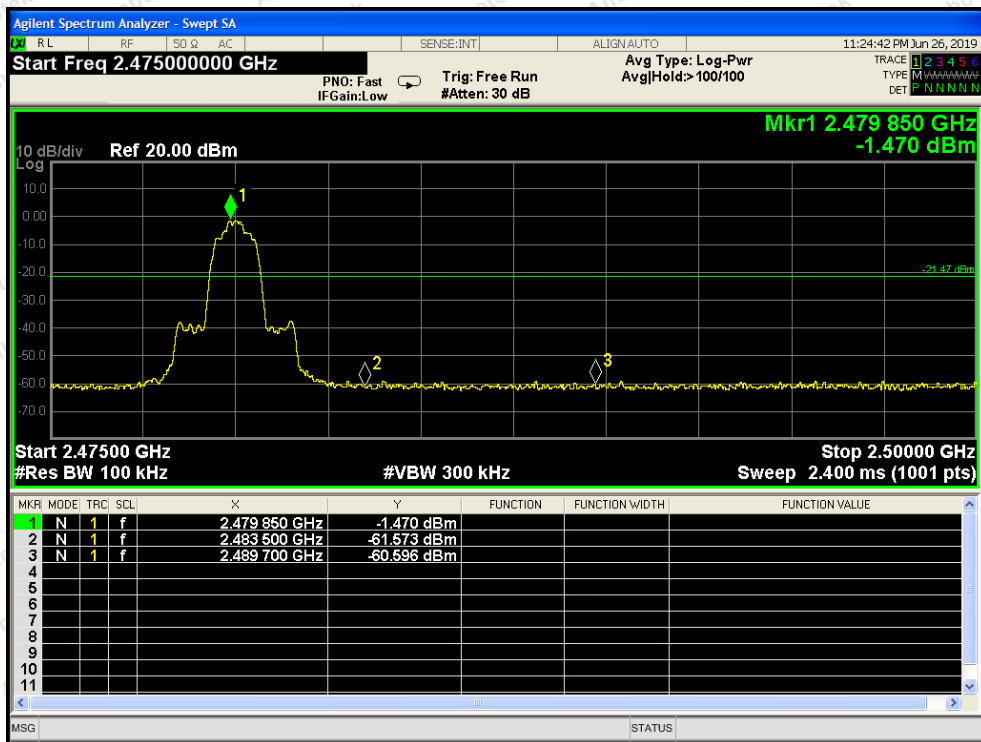 Agilent Spectrum Analyzer - Swept SA
LXI RL RF 50 Ω AC SENSE:INT ALIGN AUTO 11:24:42 PM Jun 26, 2019
Start Freq 2.475000000 GHz
PNO: Fast
IFGain:Low
Trig: Free Run
#Atten: 30 dB
Avg Type: Log-Pwr
Avg|Hold:> 100/100
TRACE 1 2 3 4 5 6
TYPE M WWWWW
DET P N N N N N
Mkr1 2.479 850 GHz
-1.470 dBm
10 dB/div Ref 20.00 dBm
Log
10.0
0.00
-10.0
-20.0
-30.0
-40.0
-50.0
-60.0
-70.0
1
2
3
-21.47 dBm
Start 2.47500 GHz Stop 2.50000 GHz
#Res BW 100 kHz #VBW 300 kHz Sweep 2.400 ms (1001 pts)
MKR MODE TRC SCL X Y FUNCTION FUNCTION WIDTH FUNCTION VALUE
1 N 1 f 2.479 850 GHz -1.470 dBm
2 N 1 f 2.483 500 GHz -61.573 dBm
3 N 1 f 2.489 700 GHz -60.596 dBm
4
5
6
7
8
9
10
11
MSG STATUS